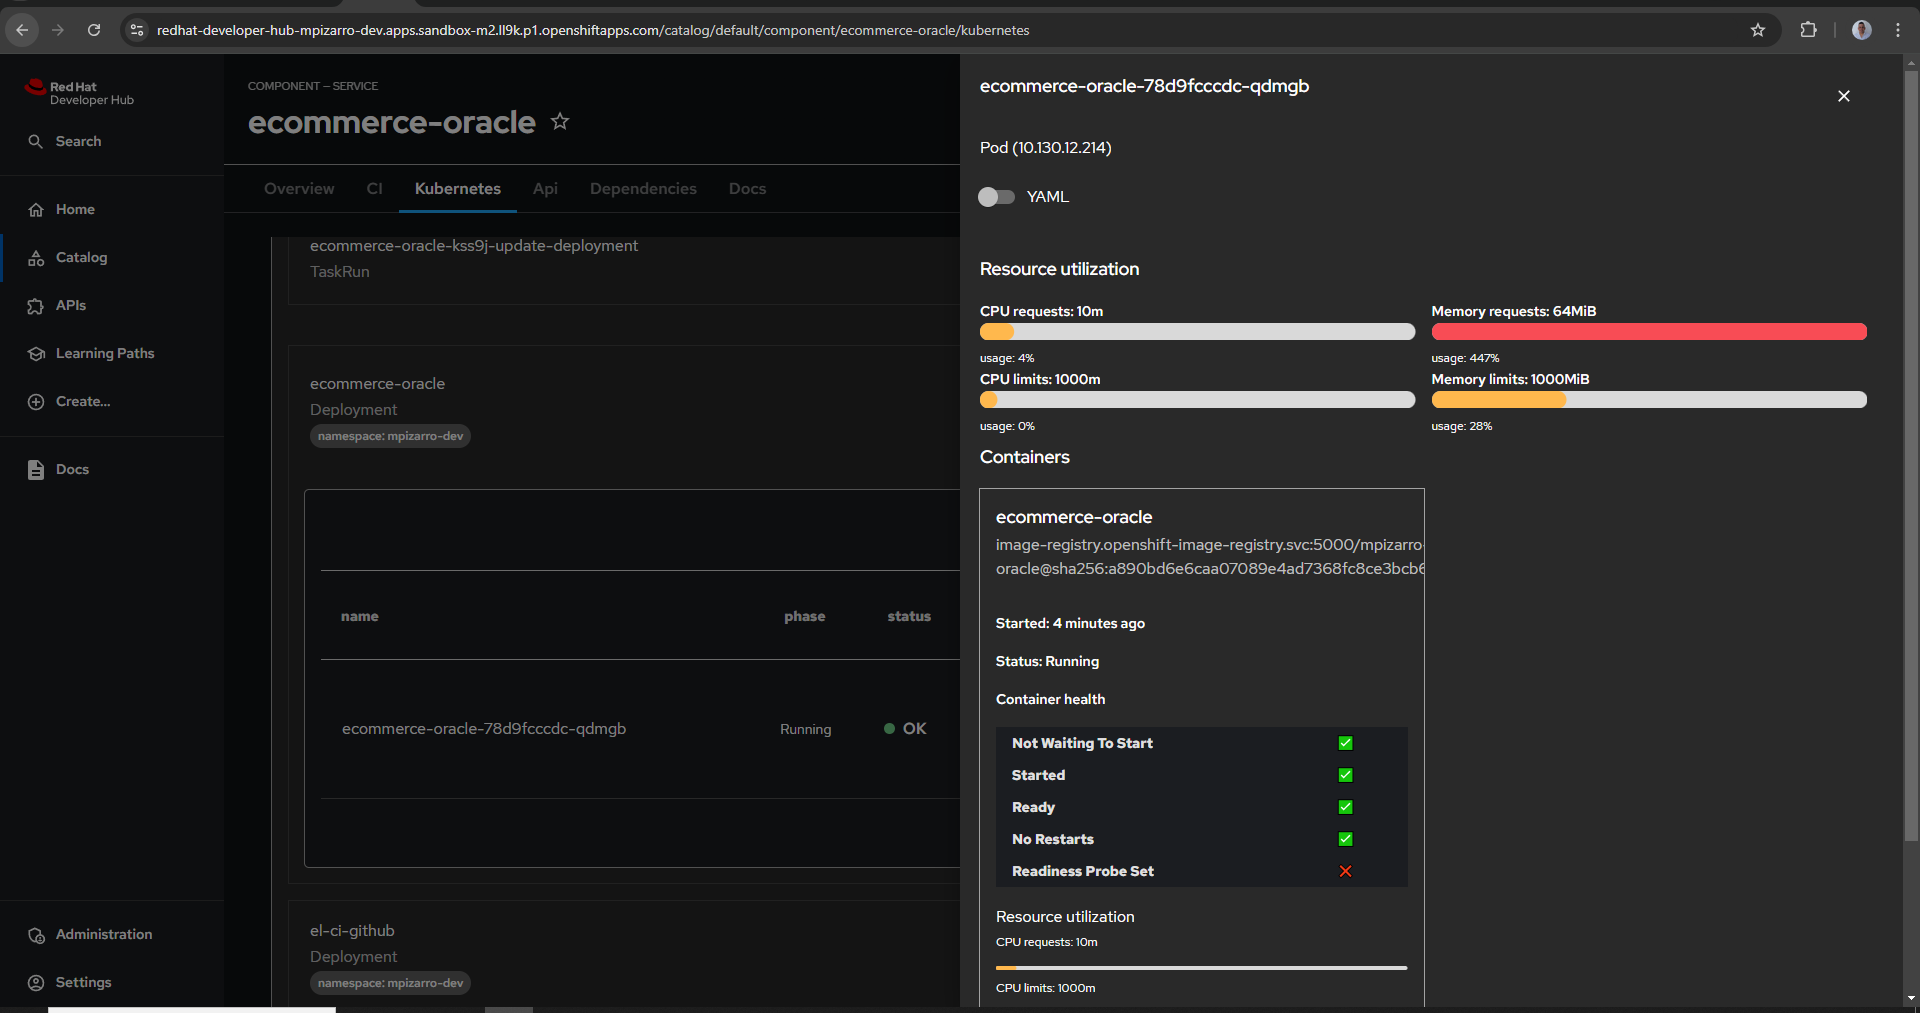 redhat-developer-hub-mpizarro-dev.apps.sandbox-m2.ll9k.p1.openshiftapps.com/catalog/default/component/ecommerce-oracle/kubernetes
Red Hat
Developer Hub
Search
Home
Catalog
APIs
Learning Paths
Create...
Docs
Administration
Settings
COMPONENT — SERVICE
ecommerce-oracle
Overview
CI
Kubernetes
Api
Dependencies
Docs
ecommerce-oracle-kss9j-update-deployment
TaskRun
ecommerce-oracle
Deployment
namespace: mpizarro-dev
name phase status
ecommerce-oracle-78d9fcccdc-qdmgb Running OK
el-ci-github
Deployment
namespace: mpizarro-dev
ecommerce-oracle-78d9fcccdc-qdmgb
Pod (10.130.12.214)
YAML
Resource utilization
CPU requests: 10m
usage: 4%
CPU limits: 1000m
usage: 0%
Memory requests: 64MiB
usage: 447%
Memory limits: 1000MiB
usage: 28%
Containers
ecommerce-oracle
image-registry.openshift-image-registry.svc:5000/mpizarro-
oracle@sha256:a890bd6e6caa07089e4ad7368fc8ce3bcb6
Started: 4 minutes ago
Status: Running
Container health
Not Waiting To Start
Started
Ready
No Restarts
Readiness Probe Set
Resource utilization
CPU requests: 10m
CPU limits: 1000m